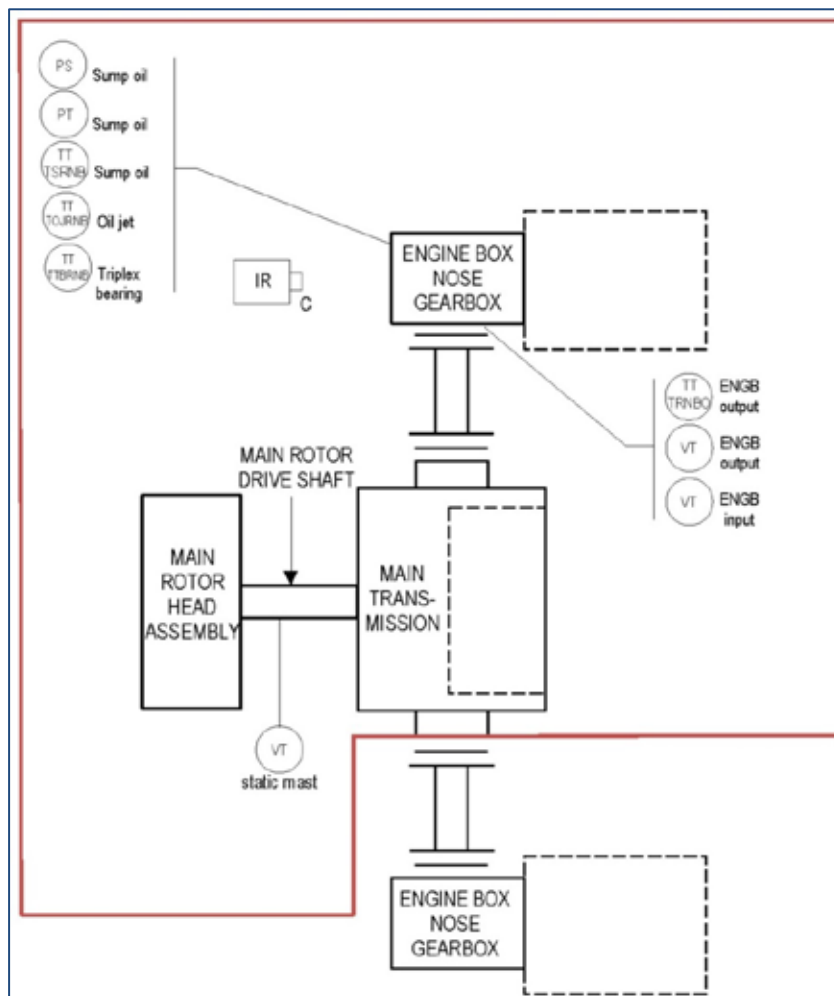 PS Sump oil
PT Sump oil
TT
TSRNB Sump oil
TT
TOJRNB Oil jet
TT
TTBRNB Triplex
bearing
IR
C
ENGINE BOX
NOSE
GEARBOX
TT
TRNBO ENGB
output
VT ENGB
output
VT ENGB
input
MAIN ROTOR
DRIVE SHAFT
MAIN
ROTOR
HEAD
ASSEMBLY
MAIN
TRANS-
MISSION
VT
static mast
ENGINE BOX
NOSE
GEARBOX